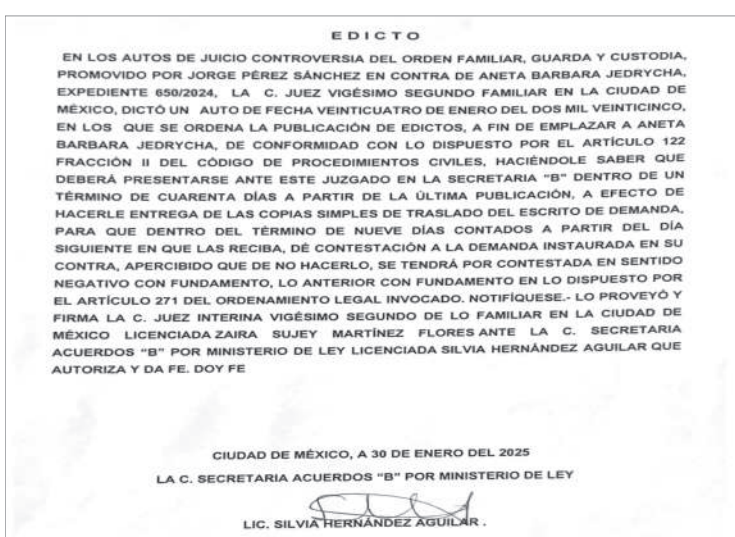 EDICTO
EN LOS AUTOS DE JUICIO CONTROVERSIA DEL ORDEN FAMILIAR, GUARDA Y CUSTODIA,
PROMOVIDO POR JORGE PÉREZ SÁNCHEZ EN CONTRA DE ANETA BARBARA JEDRYCHA,
EXPEDIENTE 650/2024, LA C. JUEZ VIGÉSIMO SEGUNDO FAMILIAR EN LA CIUDAD DE
MÉXICO, DICTÓ UN AUTO DE FECHA VEINTICUATRO DE ENERO DEL DOS MIL VEINTICINCO,
EN LOS QUE SE ORDENA LA PUBLICACIÓN DE EDICTOS, A FIN DE EMPLAZAR A ANETA
BARBARA JEDRYCHA, DE CONFORMIDAD CON LO DISPUESTO POR EL ARTÍCULO 122
FRACCIÓN II DEL CÓDIGO DE PROCEDIMIENTOS CIVILES, HACIÉNDOLE SABER QUE
DEBERÁ PRESENTARSE ANTE ESTE JUZGADO EN LA SECRETARIA "B" DENTRO DE UN
TÉRMINO DE CUARENTA DÍAS A PARTIR DE LA ÚLTIMA PUBLICACIÓN, A EFECTO DE
HACERLE ENTREGA DE LAS COPIAS SIMPLES DE TRASLADO DEL ESCRITO DE DEMANDA,
PARA QUE DENTRO DEL TÉRMINO DE NUEVE DÍAS CONTADOS A PARTIR DEL DÍA
SIGUIENTE EN QUE LAS RECIBA, DÉ CONTESTACIÓN A LA DEMANDA INSTAURADA EN SU
CONTRA, APERCIBIDO QUE DE NO HACERLO, SE TENDRÁ POR CONTESTADA EN SENTIDO
NEGATIVO CON FUNDAMENTO, LO ANTERIOR CON FUNDAMENTO EN LO DISPUESTO POR
EL ARTÍCULO 271 DEL ORDENAMIENTO LEGAL INVOCADO. NOTIFÍQUESE.- LO PROVEYÓ Y
FIRMA LA C. JUEZ INTERINA VIGÉSIMO SEGUNDO DE LO FAMILIAR EN LA CIUDAD DE
MÉXICO LICENCIADA ZAIRA SUJEY MARTÍNEZ FLORES ANTE LA C. SECRETARIA
ACUERDOS "B" POR MINISTERIO DE LEY LICENCIADA SILVIA HERNÁNDEZ AGUILAR QUE
AUTORIZA Y DA FE. DOY FE
CIUDAD DE MÉXICO, A 30 DE ENERO DEL 2025
LA C. SECRETARIA ACUERDOS "B" POR MINISTERIO DE LEY
LIC. SILVIA HERNÁNDEZ AGUILAR .